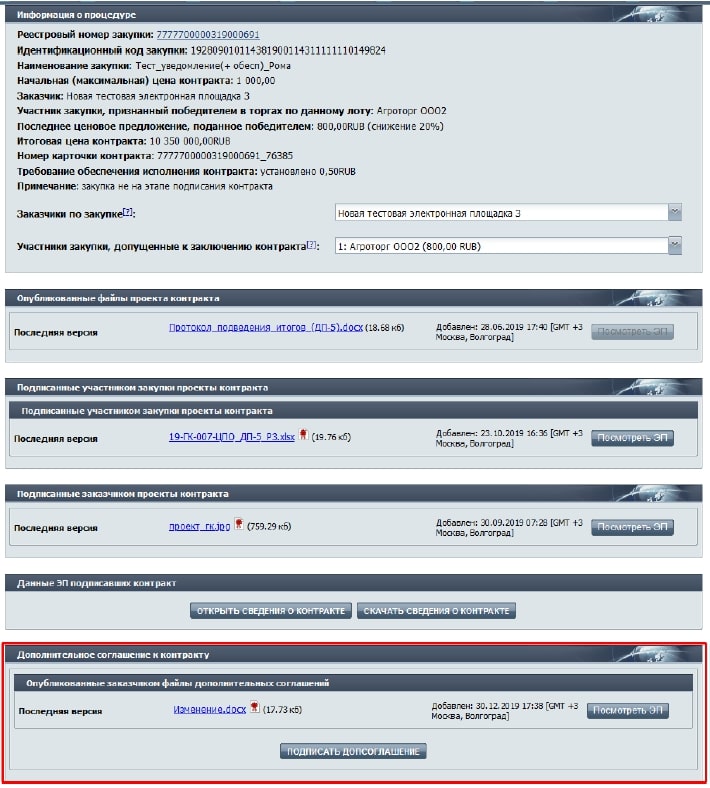 Информация о процедуре
Реестровый номер закупки: 7777700000319000691
Идентификационный код закупки: 192809010114381900114311111110149824
Наименование закупки: Тест_уведомление(+ обесп)_Рома
Начальная (максимальная) цена контракта: 1 000,00
Заказчик: Новая тестовая электронная площадка 3
Участник закупки, признанный победителем в торгах по данному лоту: Агроторг ООО2
Последнее ценовое предложение, поданное победителем: 800,00RUB (снижение 20%)
Итоговая цена контракта: 10 350 000,00RUB
Номер карточки контракта: 7777700000319000691_76385
Требование обеспечения исполнения контракта: установлено 0,50RUB
Примечание: закупка не на этапе подписания контракта
Заказчики по закупке[?]: Новая тестовая электронная площадка 3
Участники закупки, допущенные к заключению контракта[?]: 1: Агроторг ООО2 (800,00 RUB)
Опубликованные файлы проекта контракта
Последняя версия Протокол_подведения_итогов_(ДП-5).docx (18.68 кб) Добавлен: 28.06.2019 17:40 [GMT +3 Посмотреть ЭП
Москва, Волгоград]
Подписанные участником закупки проекты контракта
Подписанные участником закупки проекты контракта
Последняя версия 19-ГК-007-ЦПО_ДП-5_РЗ.xlsx (19.76 кб) Добавлен: 23.10.2019 16:36 [GMT +3 Посмотреть ЭП
Москва, Волгоград]
Подписанные заказчиком проекты контракта
Последняя версия проект_гк.jpg (759.29 кб) Добавлен: 30.09.2019 07:28 [GMT +3 Посмотреть ЭП
Москва, Волгоград]
Данные ЭП подписавших контракт
ОТКРЫТЬ СВЕДЕНИЯ О КОНТРАКТЕ СКАЧАТЬ СВЕДЕНИЯ О КОНТРАКТЕ
Дополнительное соглашение к контракту
Опубликованные заказчиком файлы дополнительных соглашений
Последняя версия Изменение.docx (17.73 кб) Добавлен: 30.12.2019 17:38 [GMT +3 Посмотреть ЭП
Москва, Волгоград]
ПОДПИСАТЬ ДОПСОГЛАШЕНИЕ